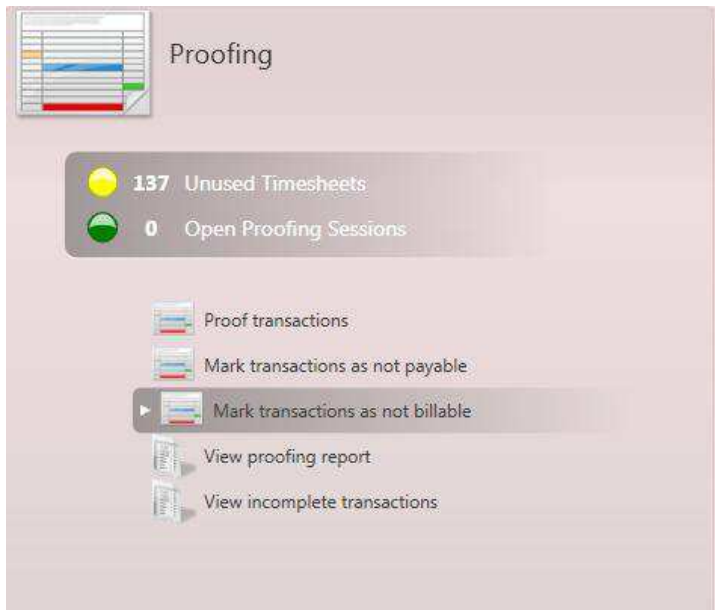 Proofing
137 Unused Timesheets
0 Open Proofing Sessions
Proof transactions
Mark transactions as not payable
Mark transactions as not billable
View proofing report
View incomplete transactions